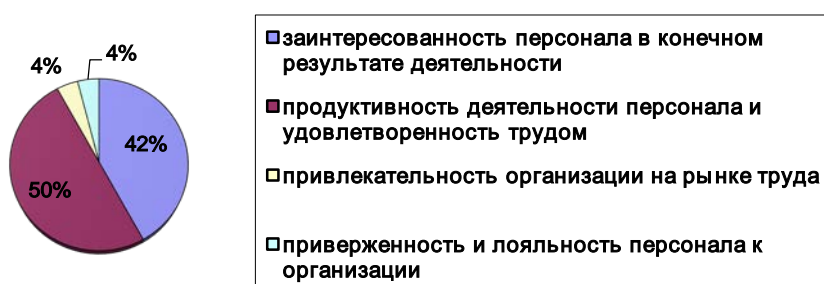 4%
4%
42%
50%
заинтересованность персонала в конечном
результате деятельности
продуктивность деятельности персонала и
удовлетворенность трудом
привлекательность организации на рынке труда
приверженность и лояльность персонала к
организации